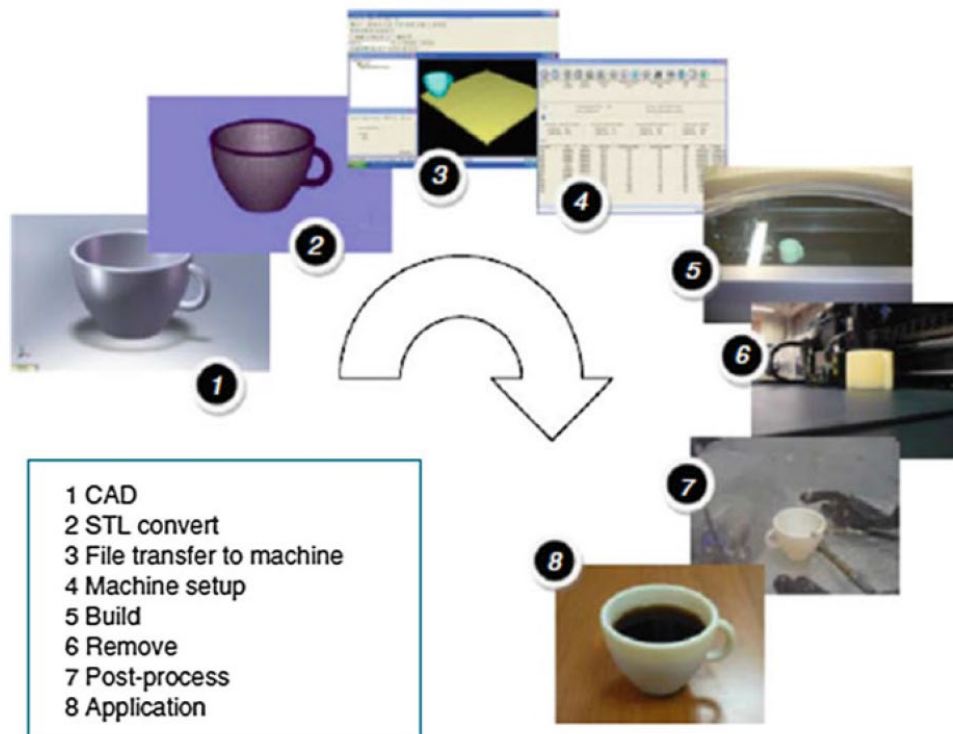 3
4
2
5
1
6
7
8
1 CAD
2 STL convert
3 File transfer to machine
4 Machine setup
5 Build
6 Remove
7 Post-process
8 Application